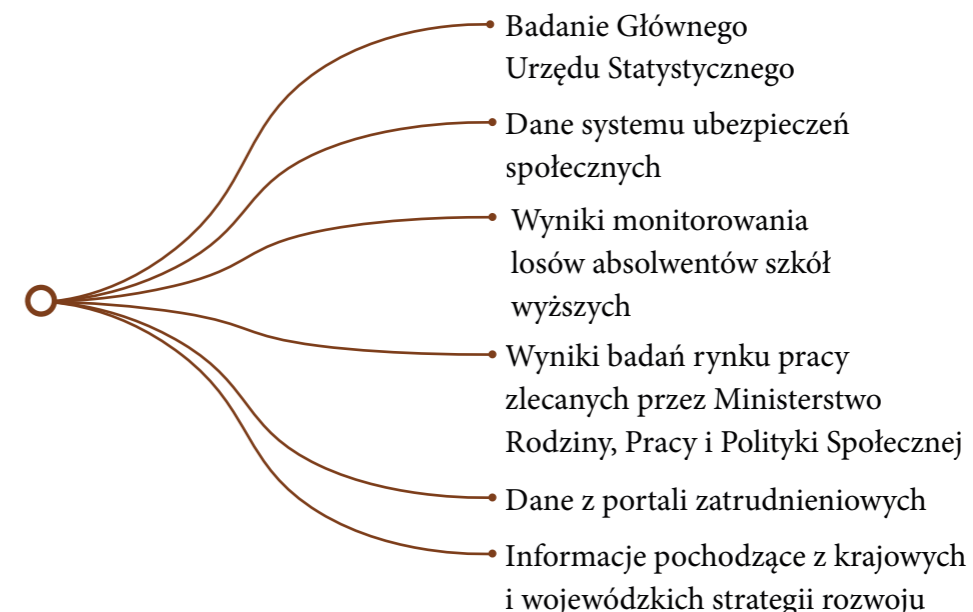 Badanie Głównego
Urzędu Statystycznego
Dane systemu ubezpieczeń
społecznych
Wyniki monitorowania
losów absolwentów szkół
wyższych
Wyniki badań rynku pracy
zlecanych przez Ministerstwo
Rodziny, Pracy i Polityki Społecznej
Dane z portali zatrudnieniowych
Informacje pochodzące z krajowych
i wojewódzkich strategii rozwoju